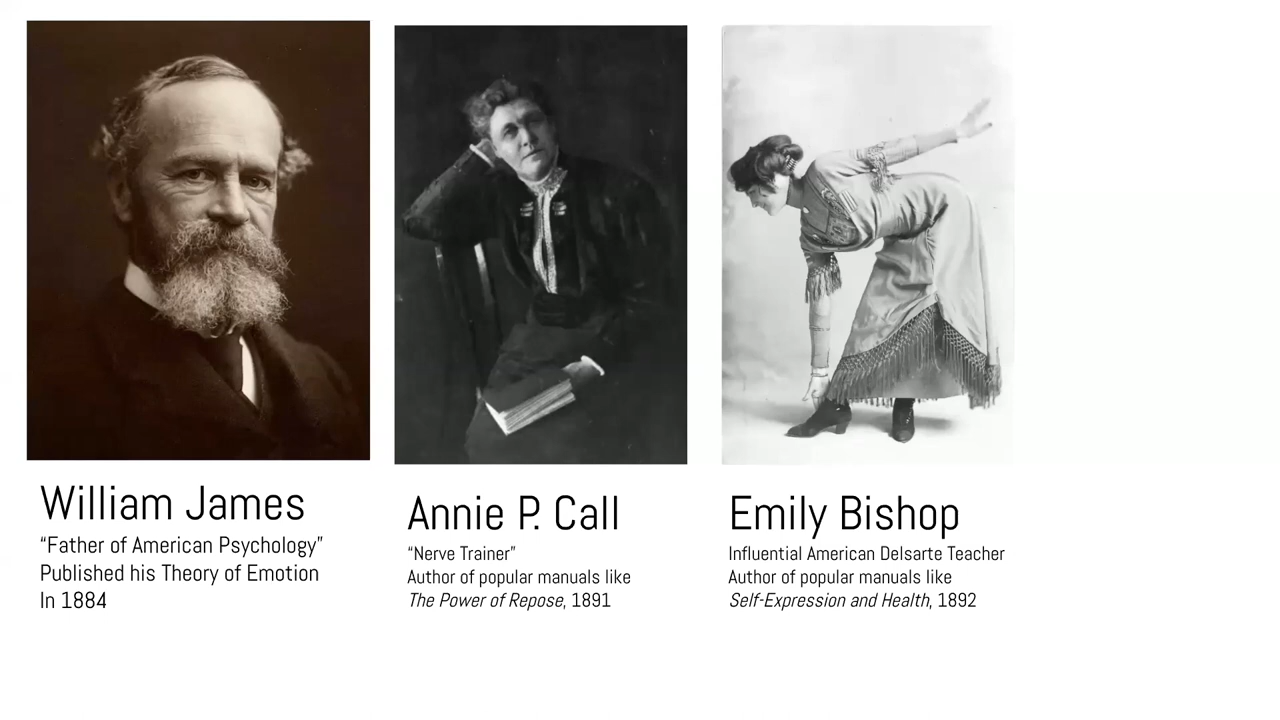 William James
“Father of American Psychology”
Published his Theory of Emotion
In 1884
Annie P. Call
“Nerve Trainer”
Author of popular manuals like
The Power of Repose, 1891
Emily Bishop
Influential American Delsarte Teacher
Author of popular manuals like
Self-Expression and Health, 1892